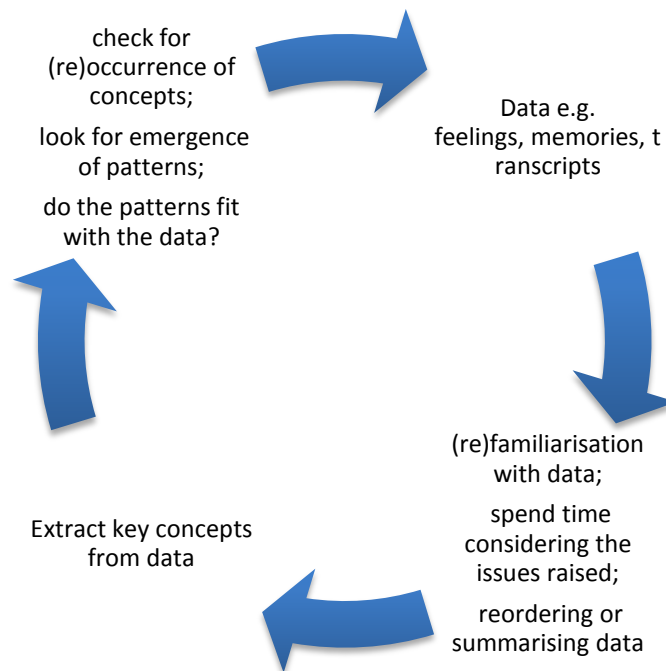 check for
(re)occurrence of
concepts;
look for emergence
of patterns;
do the patterns fit
with the data?
Data e.g.
feelings, memories, t
ranscripts
(re)familiarisation
with data;
spend time
considering the
issues raised;
reordering or
summarising data
Extract key concepts
from data